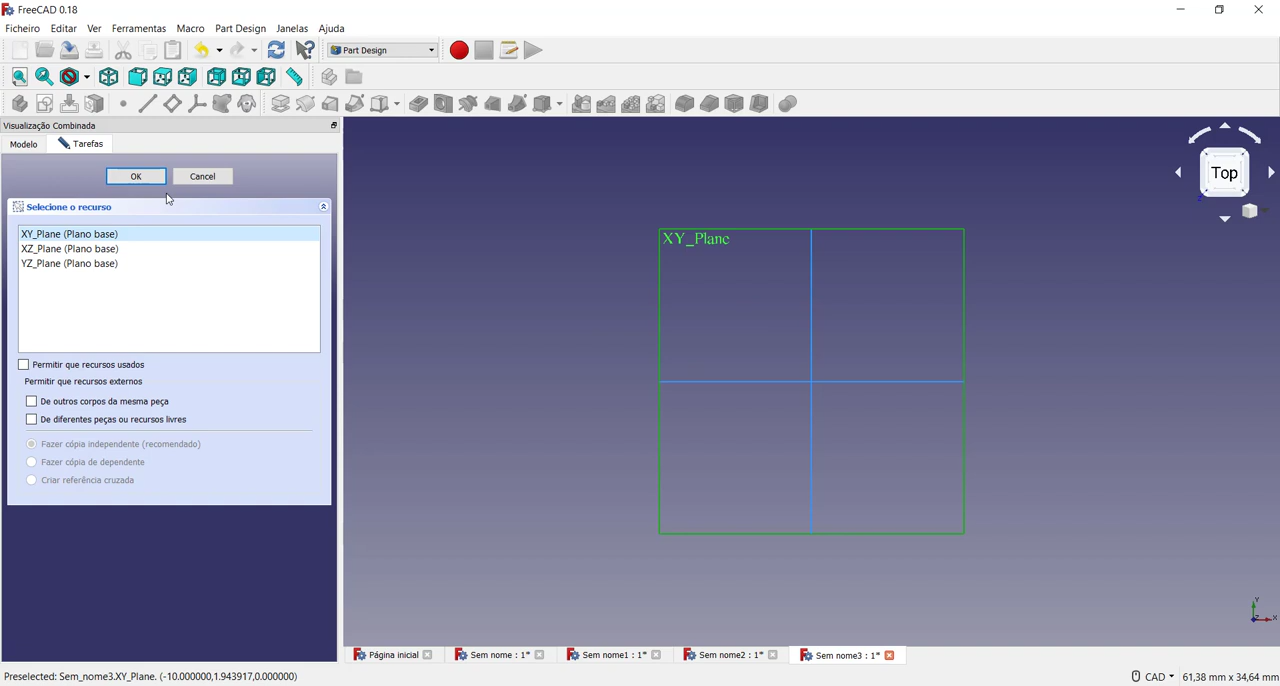 FreeCAD 0.18
Ficheiro Editar Ver Ferramentas Macro Part Design Janelas Ajuda
Part Design
Visualização Combinada
Modelo Tarefas
OK Cancel
Selecione o recurso
XY_Plane (Plano base)
XZ_Plane (Plano base)
YZ_Plane (Plano base)
Permitir que recursos usados
Permitir que recursos externos
De outros corpos da mesma peça
De diferentes peças ou recursos livres
Fazer cópia independente (recomendado)
Fazer cópia de dependente
Criar referência cruzada
XY_Plane
Top
Z
Y
Z X
Página inicial Sem nome : 1* Sem nome1 : 1* Sem nome2 : 1* Sem nome3 : 1*
Preselected: Sem_nome3.XY_Plane. (-10.000000,1.943917,0.000000) CAD 61,38 mm x 34,64 mm